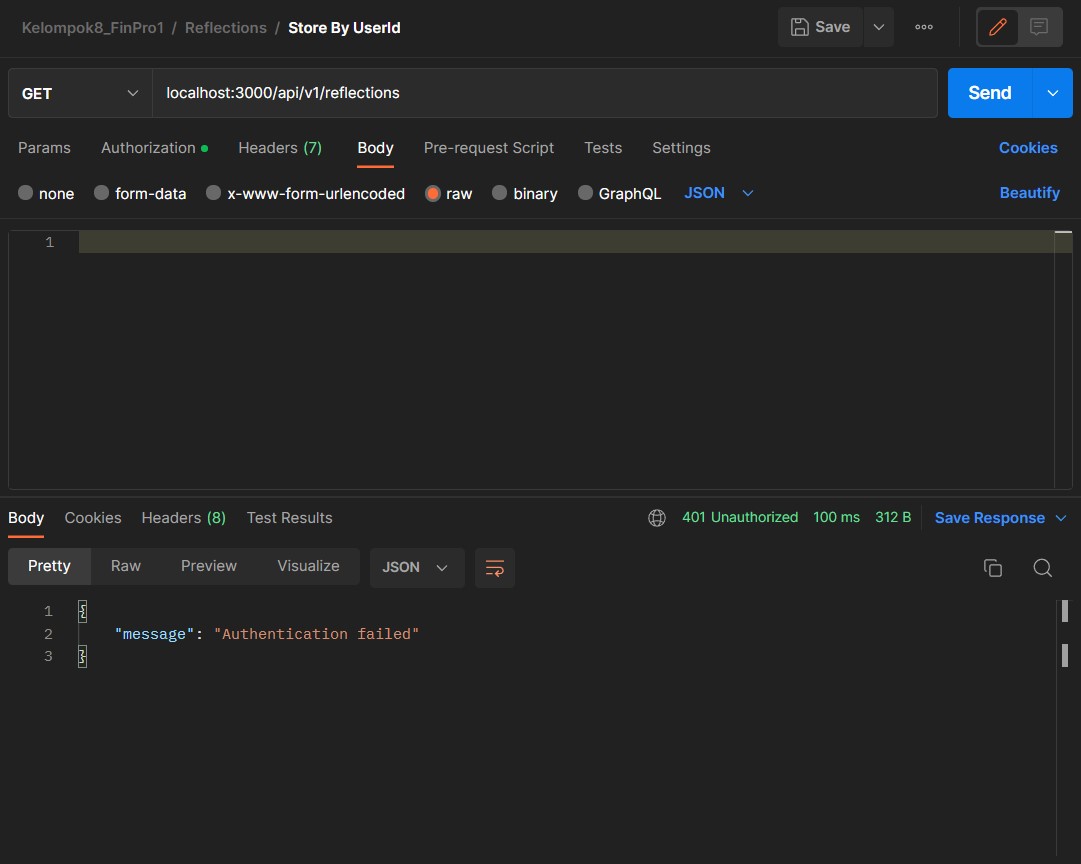 Kelompok8_FinPro1 / Reflections / Store By UserId Save
GET localhost:3000/api/v1/reflections Send
Params Authorization Headers (7) Body Pre-request Script Tests Settings Cookies
none form-data x-www-form-urlencoded raw binary GraphQL JSON Beautify
1
Body Cookies Headers (8) Test Results 401 Unauthorized 100 ms 312 B Save Response
Pretty Raw Preview Visualize JSON
1 {
2 "message": "Authentication failed"
3 }